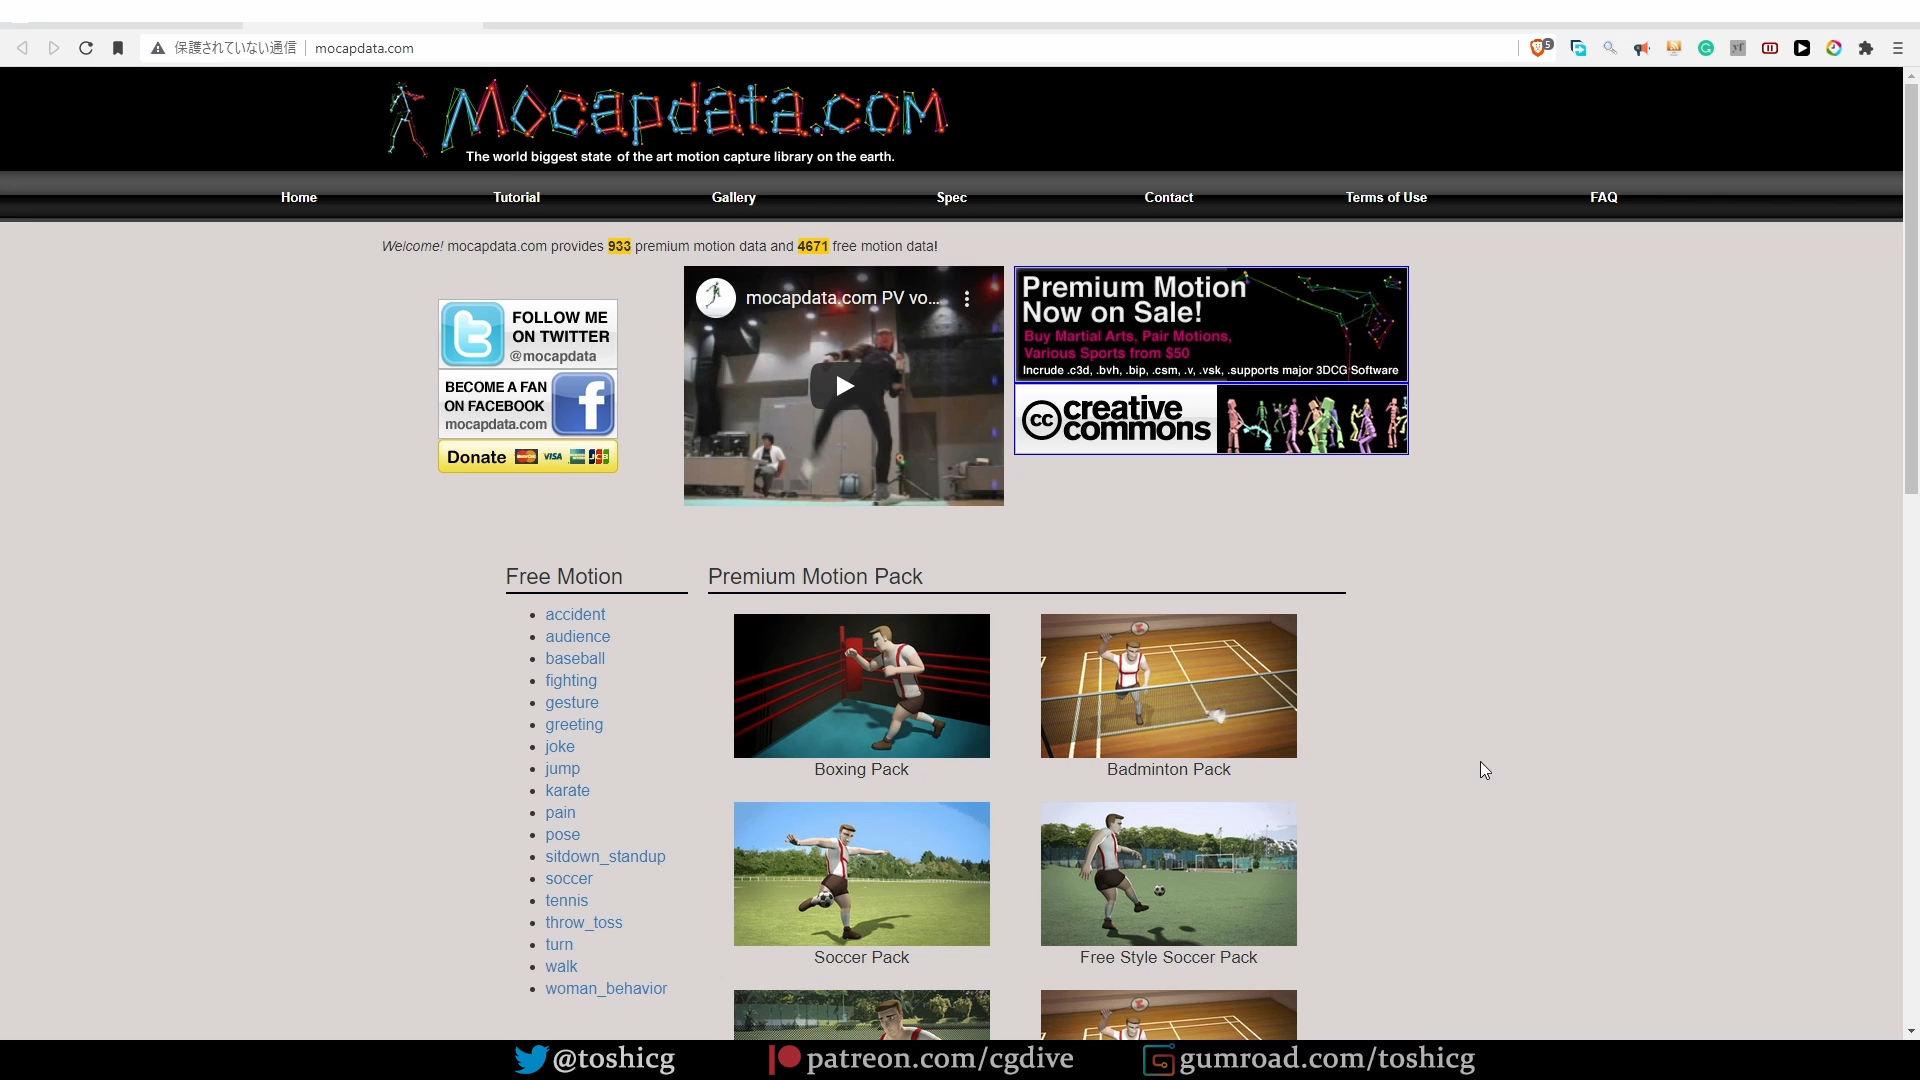 保護されていない通信 mocapdata.com
5
Mocapdata.com
The world biggest state of the art motion capture library on the earth.
Home Tutorial Gallery Spec Contact Terms of Use FAQ
Welcome! mocapdata.com provides 933 premium motion data and 4671 free motion data!
FOLLOW ME
ON TWITTER
@mocapdata
BECOME A FAN
ON FACEBOOK
mocapdata.com
Donate VISA JCB
mocapdata.com PV vo...
Premium Motion
Now on Sale!
Buy Martial Arts, Pair Motions,
Various Sports from $50
Incrude .c3d, .bvh, .bip, .csm, .v, .vsk, .supports major 3DCG Software
cc creative
commons
Free Motion
accident
audience
baseball
fighting
gesture
greeting
joke
jump
karate
pain
pose
sitdown_standup
soccer
tennis
throw_toss
turn
walk
woman_behavior
Premium Motion Pack
Boxing Pack Badminton Pack
Soccer Pack Free Style Soccer Pack
@toshicg patreon.com/cgdive gumroad.com/toshicg